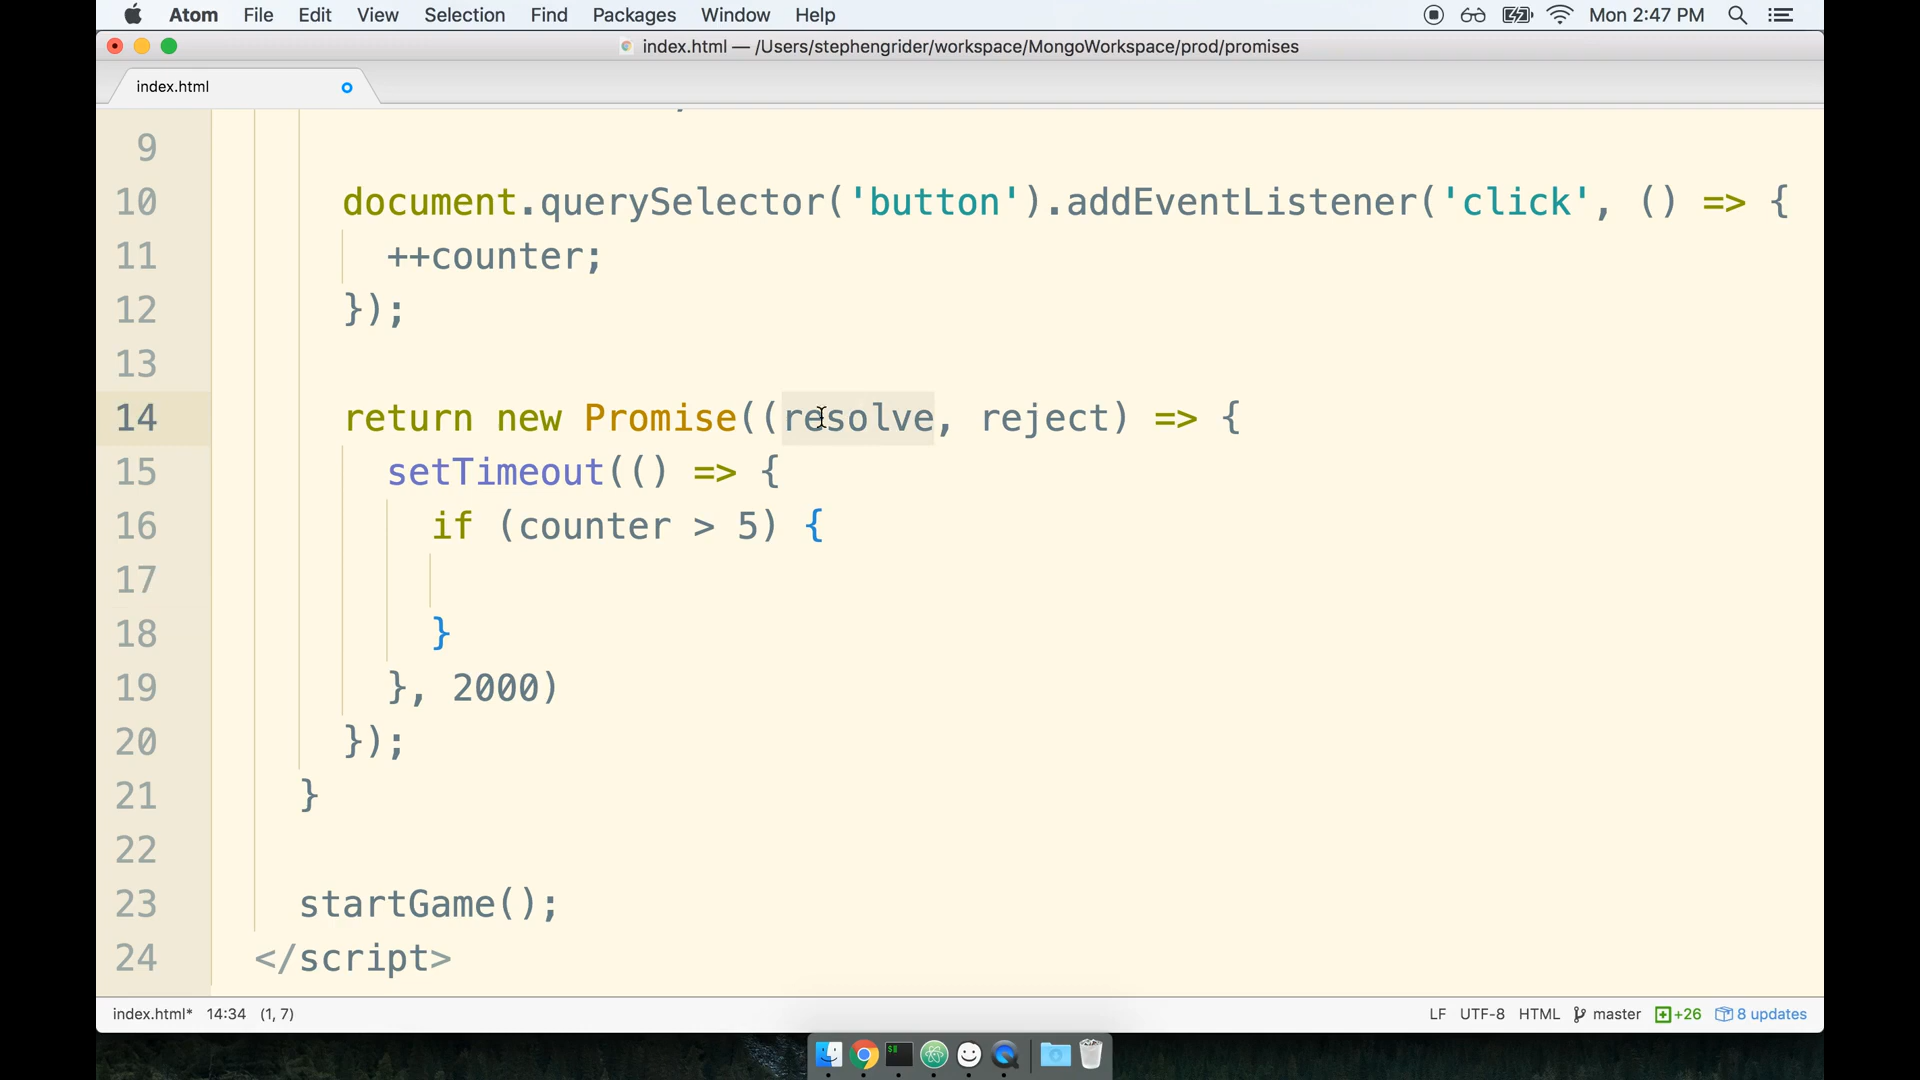 Atom File Edit View Selection Find Packages Window Help Mon 2:47 PM
index.html — /Users/stephengrider/workspace/MongoWorkspace/prod/promises
index.html
9
10 document.querySelector('button').addEventListener('click', () => {
11 ++counter;
12 });
13
14 return new Promise((resolve, reject) => {
15 setTimeout(() => {
16 if (counter > 5) {
17
18 }
19 }, 2000)
20 });
21 }
22
23 startGame();
24 </script>
index.html* 14:34 (1, 7) LF UTF-8 HTML master +26 8 updates